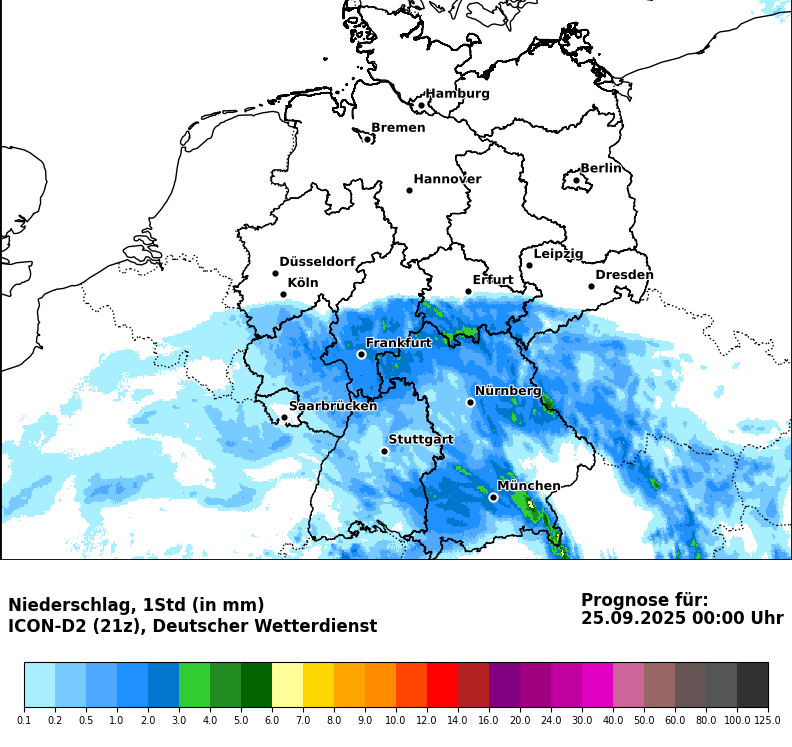 Hamburg
Bremen
Berlin
Hannover
Leipzig
Düsseldorf
Dresden
Köln
Erfurt
Frankfurt
Nürnberg
Saarbrücken
Stuttgart
München
Niederschlag, 1Std (in mm)
ICON-D2 (21z), Deutscher Wetterdienst
Prognose für:
25.09.2025 00:00 Uhr
0.1 0.2 0.5 1.0 2.0 3.0 4.0 5.0 6.0 7.0 8.0 9.0 10.0 12.0 14.0 16.0 20.0 24.0 30.0 40.0 50.0 60.0 80.0 100.0 125.0